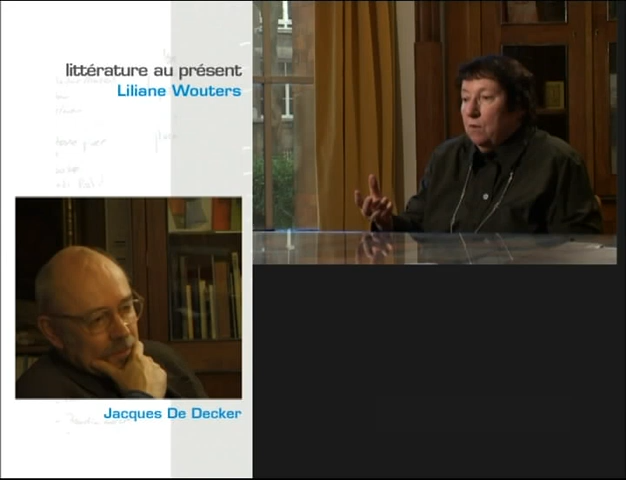 littérature au présent
Liliane Wouters
Jacques De Decker